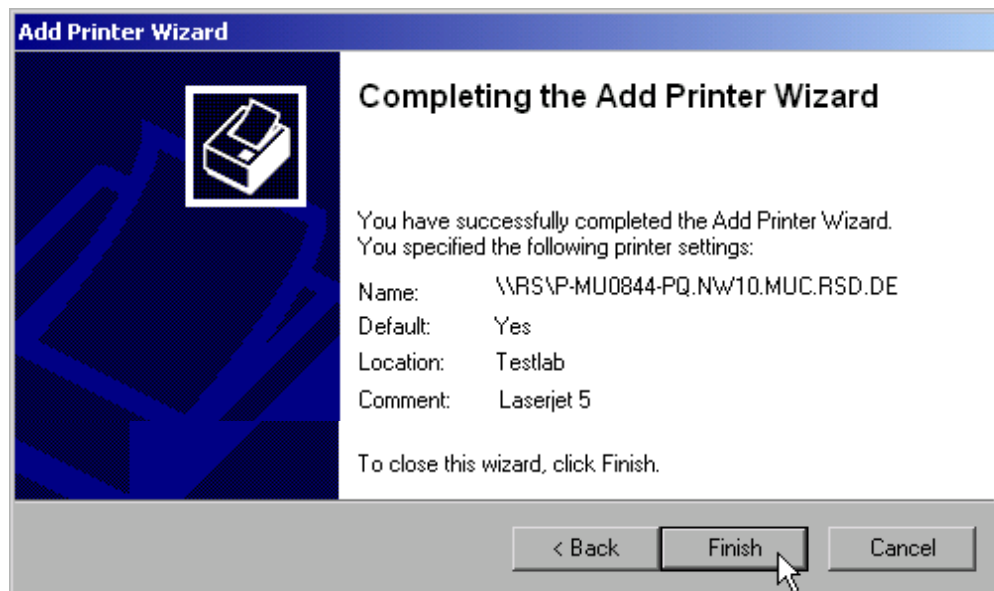 Add Printer Wizard
Completing the Add Printer Wizard
You have successfully completed the Add Printer Wizard.
You specified the following printer settings:
Name: \\RS\P-MU0844-PQ.NW10.MUC.RSD.DE
Default: Yes
Location: Testlab
Comment: Laserjet 5
To close this wizard, click Finish.
< Back Finish Cancel